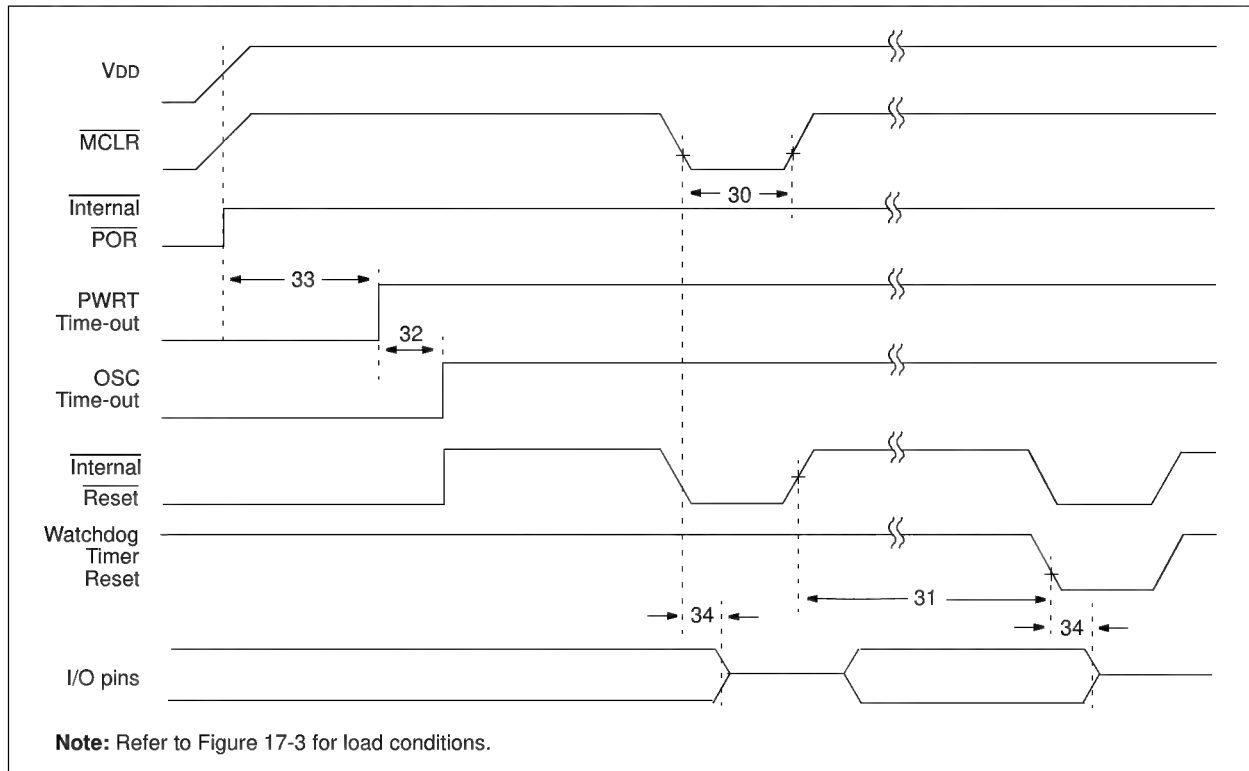 VDD
MCLR
30
Internal
POR
33
PWRT
Time-out
32
OSC
Time-out
Internal
Reset
Watchdog
Timer
Reset
31
34
34
I/O pins
Note: Refer to Figure 17-3 for load conditions.